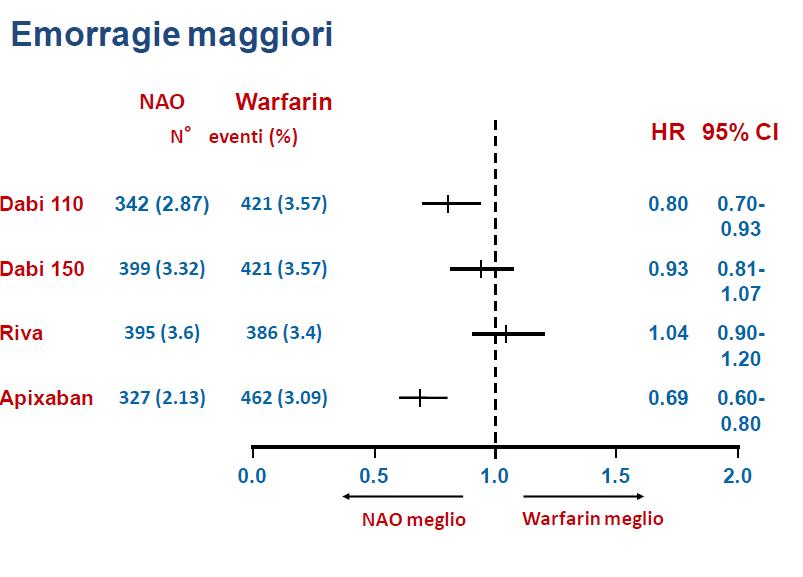 Emorragie maggiori
NAO Warfarin
N° eventi (%)
HR 95% CI
Dabi 110 342 (2.87) 421 (3.57) 0.80 0.70-
0.93
Dabi 150 399 (3.32) 421 (3.57) 0.93 0.81-
1.07
Riva 395 (3.6) 386 (3.4) 1.04 0.90-
1.20
Apixaban 327 (2.13) 462 (3.09) 0.69 0.60-
0.80
0.0 0.5 1.0 1.5 2.0
NAO meglio Warfarin meglio